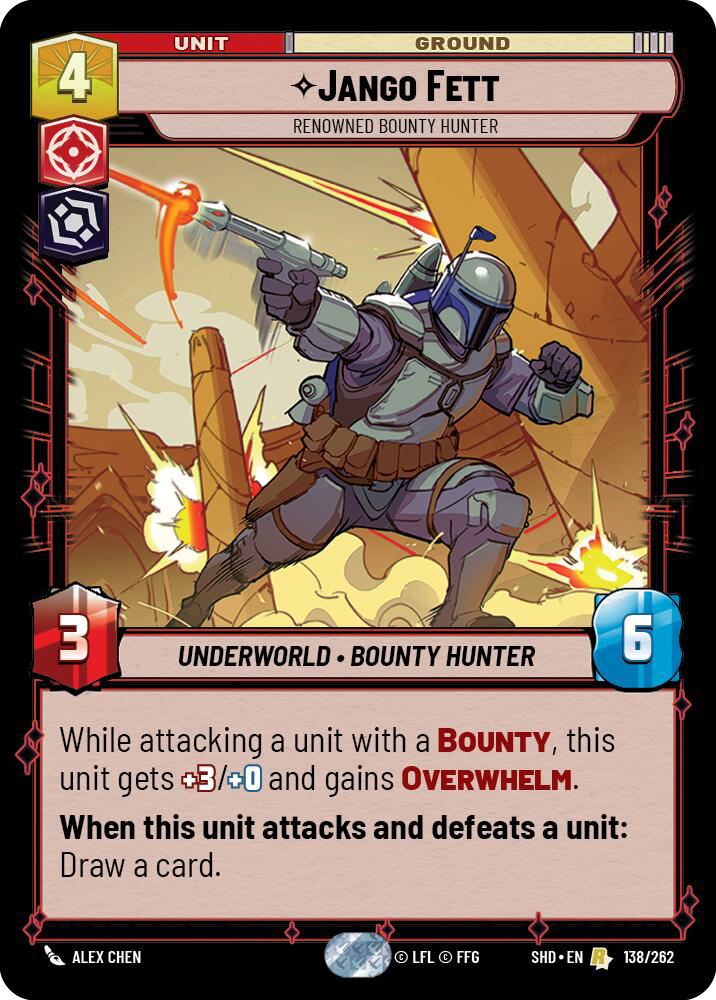 UNIT
GROUND
4
✧JANGO FETT
RENOWNED BOUNTY HUNTER
3
UNDERWORLD • BOUNTY HUNTER
6
While attacking a unit with a BOUNTY, this
unit gets +3/+0 and gains OVERWHELM.
When this unit attacks and defeats a unit:
Draw a card.
ALEX CHEN
© LFL © FFG
SHD • EN
R
138/262